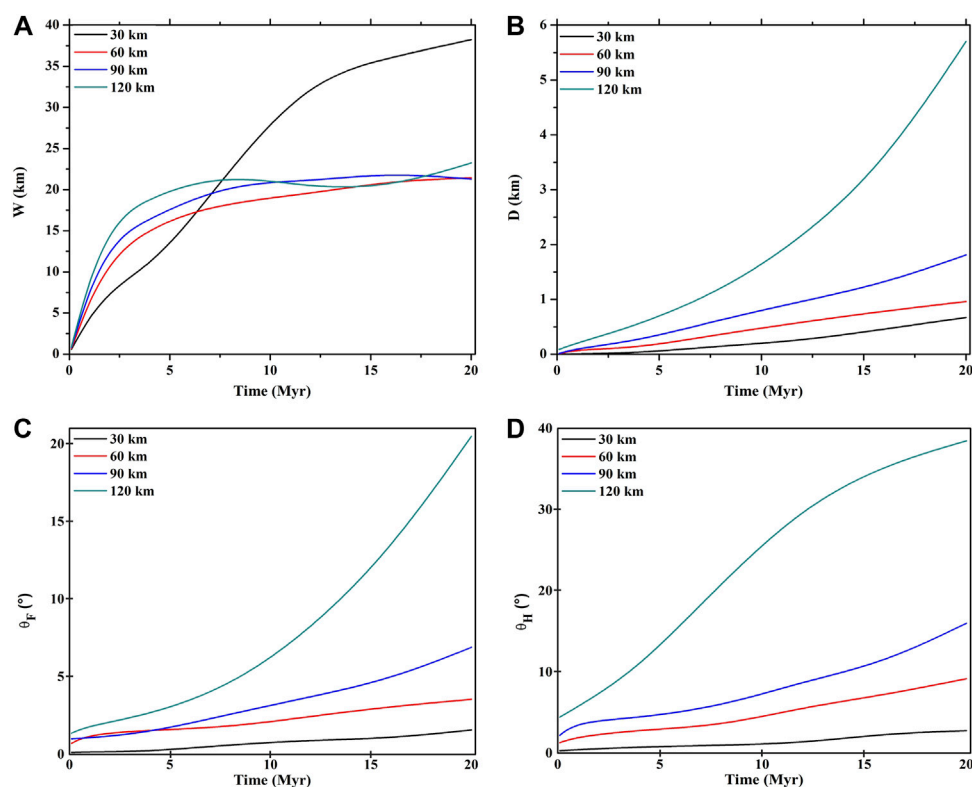 A
40
35
30
25
20
15
10
5
0
W (km)
30 km
60 km
90 km
120 km
0 5 10 15 20
Time (Myr)
B
6
5
4
3
2
1
0
D (km)
30 km
60 km
90 km
120 km
0 5 10 15 20
Time (Myr)
C
20
15
10
5
0
θF (°)
30 km
60 km
90 km
120 km
0 5 10 15 20
Time (Myr)
D
40
30
20
10
0
θH (°)
30 km
60 km
90 km
120 km
0 5 10 15 20
Time (Myr)